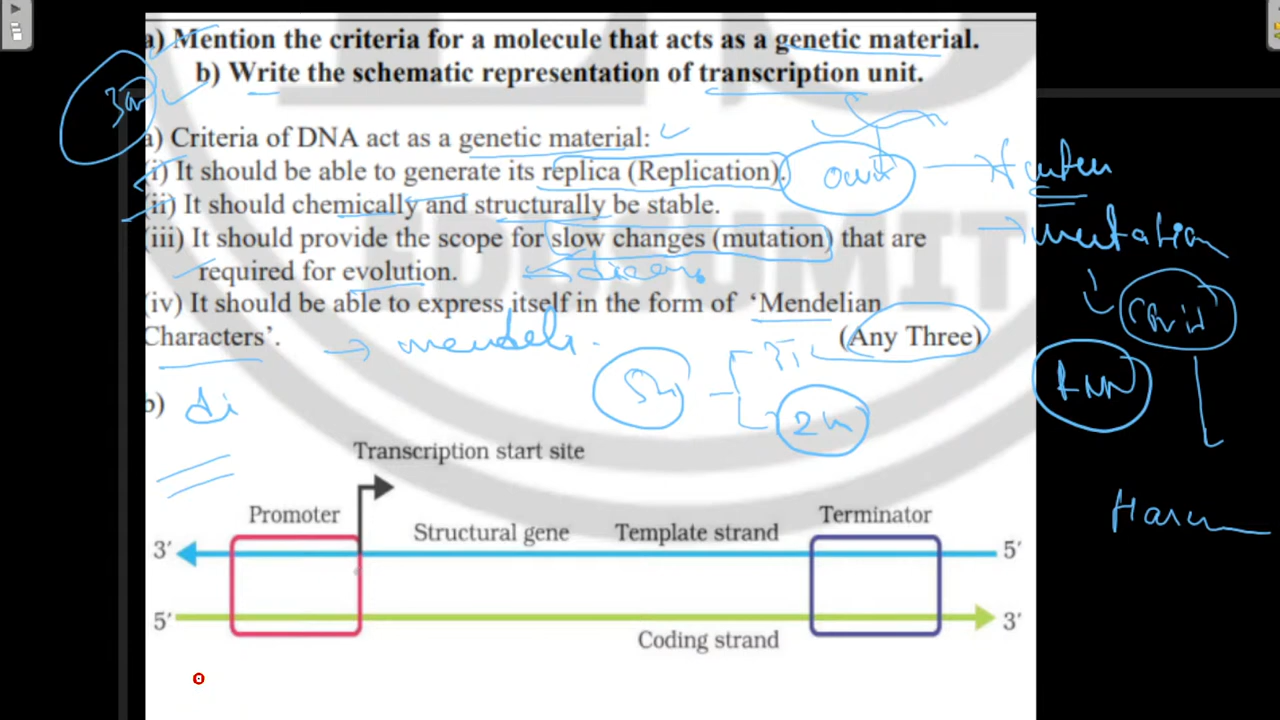 a) Mention the criteria for a molecule that acts as a genetic material.
b) Write the schematic representation of transcription unit.
a) Criteria of DNA act as a genetic material:
(i) It should be able to generate its replica (Replication).
(ii) It should chemically and structurally be stable.
(iii) It should provide the scope for slow changes (mutation) that are
required for evolution.
(iv) It should be able to express itself in the form of ‘Mendelian
Characters’. (Any Three)
mutation
Covid
b)
Transcription start site
Promoter Structural gene Template strand Terminator
3′ 5′
5′ 3′
Coding strand